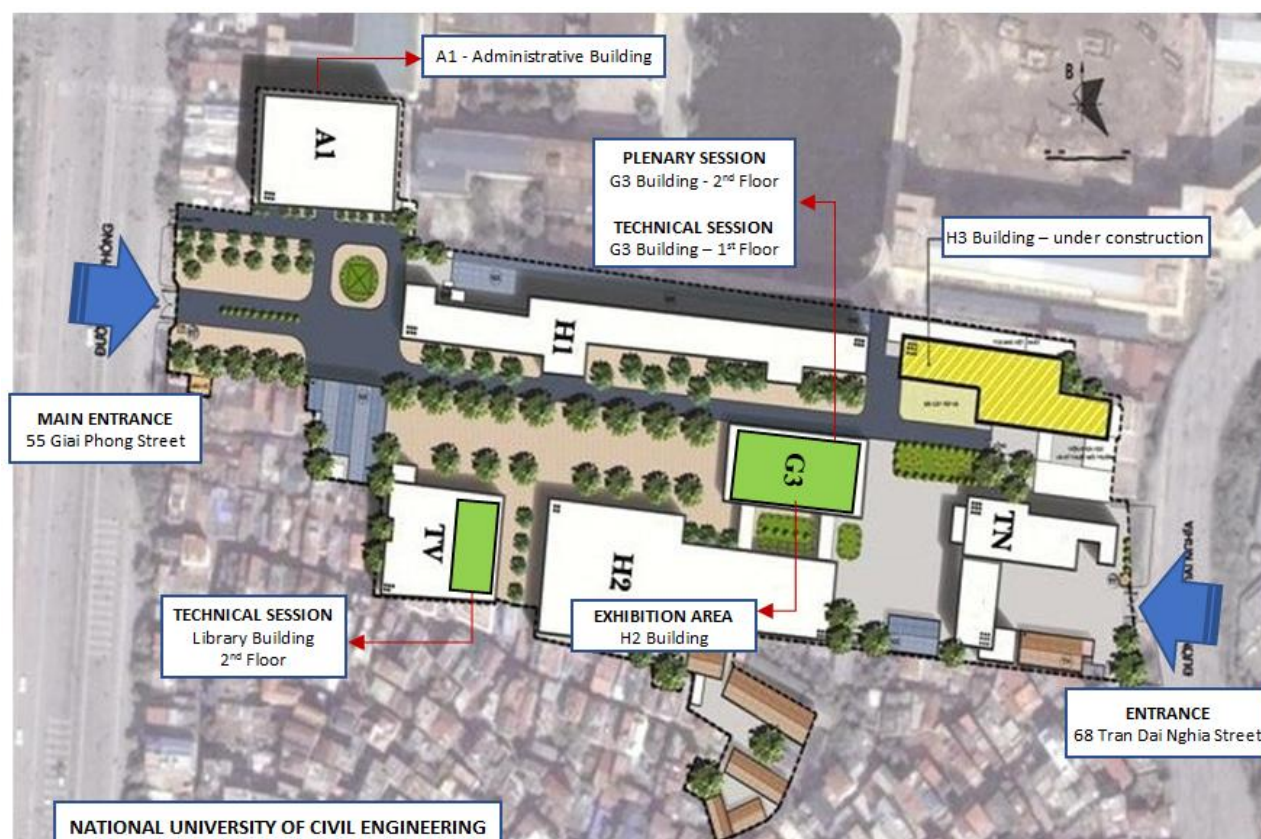 A1 - Administrative Building
A1
B
PLENARY SESSION
G3 Building - 2nd Floor
TECHNICAL SESSION
G3 Building – 1st Floor
H3 Building – under construction
MAIN ENTRANCE
55 Giai Phong Street
H1
G3
TV
H2
TN
TECHNICAL SESSION
Library Building
2nd Floor
EXHIBITION AREA
H2 Building
ENTRANCE
68 Tran Dai Nghia Street
NATIONAL UNIVERSITY OF CIVIL ENGINEERING